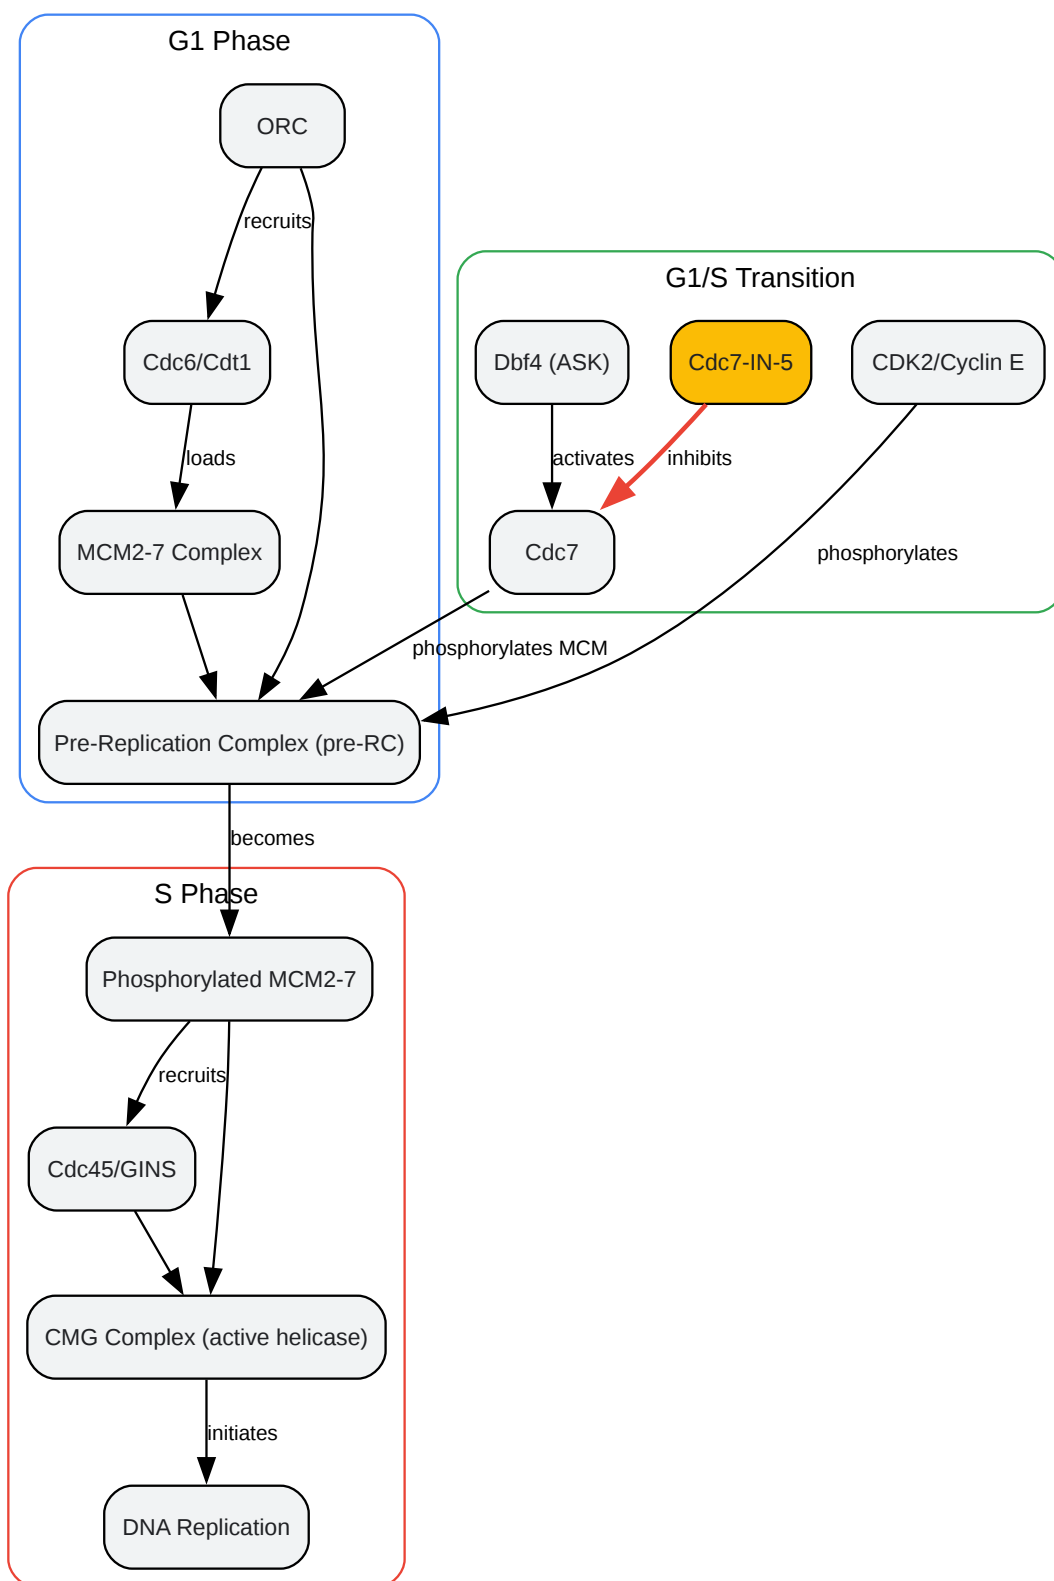 G1 Phase
ORC
recruits
Cdc6/Cdt1
loads
MCM2-7 Complex
Pre-Replication Complex (pre-RC)
G1/S Transition
Dbf4 (ASK)
Cdc7-IN-5
CDK2/Cyclin E
activates
inhibits
Cdc7
phosphorylates
phosphorylates MCM
becomes
S Phase
Phosphorylated MCM2-7
recruits
Cdc45/GINS
CMG Complex (active helicase)
initiates
DNA Replication